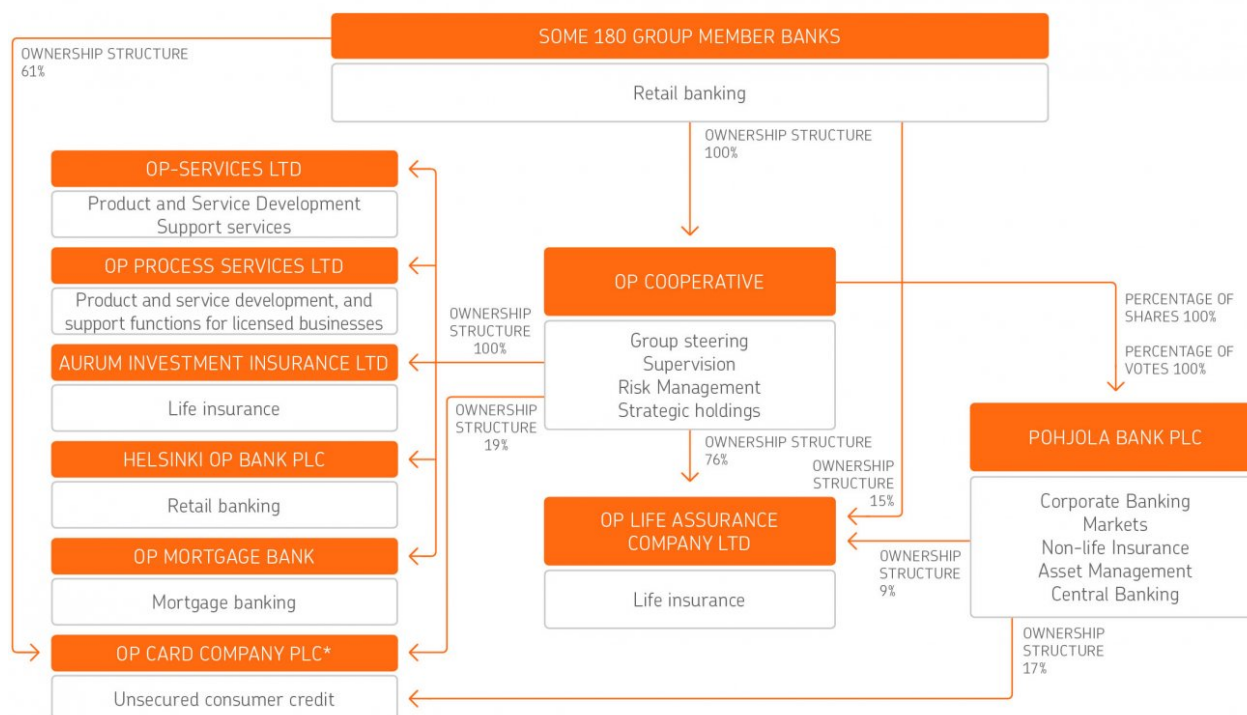 SOME 180 GROUP MEMBER BANKS
Retail banking
OWNERSHIP STRUCTURE
61%
OWNERSHIP STRUCTURE
100%
OP-SERVICES LTD
Product and Service Development
Support services
OP PROCESS SERVICES LTD
Product and service development, and
support functions for licensed businesses
AURUM INVESTMENT INSURANCE LTD
Life insurance
HELSINKI OP BANK PLC
Retail banking
OP MORTGAGE BANK
Mortgage banking
OP CARD COMPANY PLC*
Unsecured consumer credit
OWNERSHIP
STRUCTURE
100%
OWNERSHIP
STRUCTURE
19%
OP COOPERATIVE
Group steering
Supervision
Risk Management
Strategic holdings
OWNERSHIP STRUCTURE
76%
OWNERSHIP
STRUCTURE
15%
OP LIFE ASSURANCE
COMPANY LTD
Life insurance
OWNERSHIP
STRUCTURE
9%
PERCENTAGE OF
SHARES 100%
PERCENTAGE OF
VOTES 100%
POHJOLA BANK PLC
Corporate Banking
Markets
Non-life Insurance
Asset Management
Central Banking
OWNERSHIP
STRUCTURE
17%